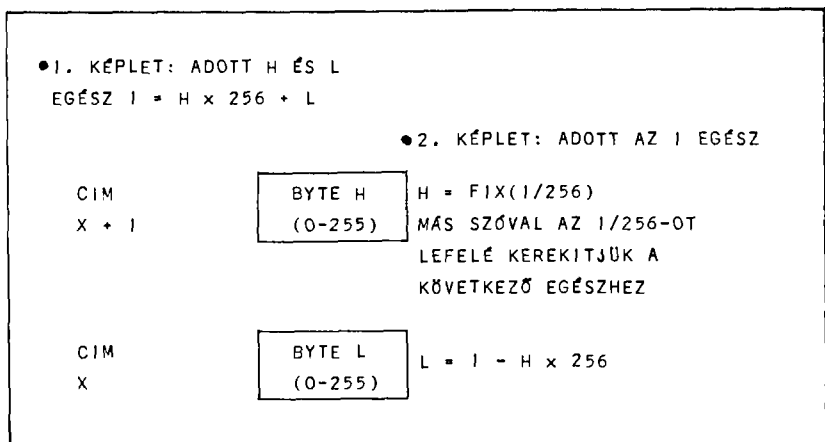 ●1. KÉPLET: ADOTT H ÉS L
EGÉSZ I = H x 256 + L
●2. KÉPLET: ADOTT AZ I EGÉSZ
CIM
X + 1
BYTE H
(0-255)
H = FIX(I/256)
MÁS SZÓVAL AZ I/256-OT
LEFELÉ KEREKITJÜK A
KÖVETKEZŐ EGÉSZHEZ
CIM
X
BYTE L
(0-255)
L = I - H x 256